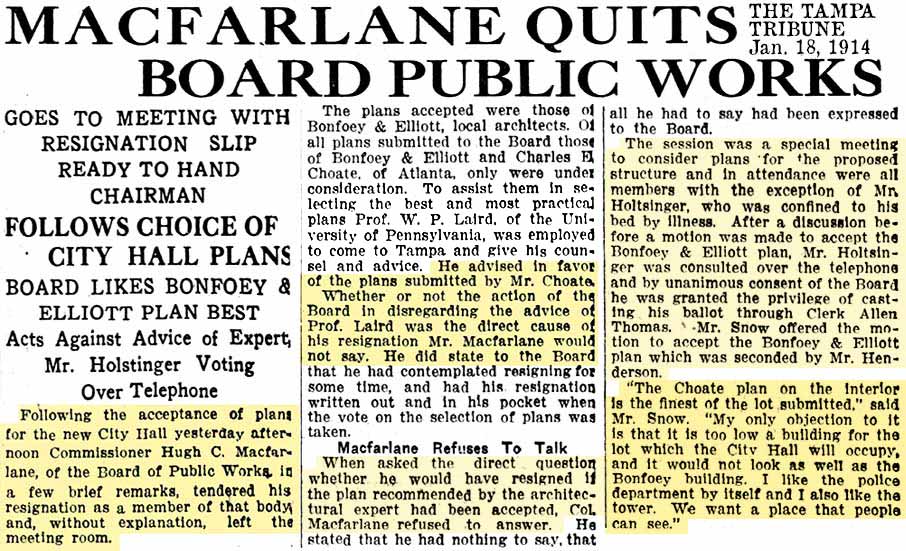 MACFARLANE QUITS
BOARD PUBLIC WORKS
THE TAMPA
TRIBUNE
Jan. 18, 1914
GOES TO MEETING WITH
RESIGNATION SLIP
READY TO HAND
CHAIRMAN
FOLLOWS CHOICE OF
CITY HALL PLANS
BOARD LIKES BONFOEY &
ELLIOTT PLAN BEST
Acts Against Advice of Expert,
Mr. Holstinger Voting
Over Telephone
Following the acceptance of plans
for the new City Hall yesterday after-
noon Commissioner Hugh C. Macfar-
lane, of the Board of Public Works, in
a few brief remarks, tendered his
resignation as a member of that body
and, without explanation, left the
meeting room.
The plans accepted were those of
Bonfoey & Elliott, local architects. Of
all plans submitted to the Board those
of Bonfoey & Elliott and Charles E.
Choate, of Atlanta, only were under
consideration. To assist them in se-
lecting the best and most practical
plans Prof. W. P. Laird, of the Uni-
versity of Pennsylvania, was employed
to come to Tampa and give his coun-
sel and advice. He advised in favor
of the plans submitted by Mr. Choate.
Whether or not the action of the
Board in disregarding the advice of
Prof. Laird was the direct cause of
his resignation Mr. Macfarlane would
not say. He did state to the Board
that he had contemplated resigning for
some time, and had his resignation
written out and in his pocket when
the vote on the selection of plans was
taken.
Macfarlane Refuses To Talk
When asked the direct question
whether he would have resigned if
the plan recommended by the architec-
tural expert had been accepted, Col.
Macfarlane refused to answer. He
stated that he had nothing to say, that
all he had to say had been expressed
to the Board.
The session was a special meeting
to consider plans for the proposed
structure and in attendance were all
members with the exception of Mr.
Holtsinger, who was confined to his
bed by illness. After a discussion be-
fore a motion was made to accept the
Bonfoey & Elliott plan, Mr. Holtsin-
ger was consulted over the telephone
and by unanimous consent of the Board
he was granted the privilege of cast-
ing his ballot through Clerk Allen
Thomas. Mr. Snow offered the mo-
tion to accept the Bonfoey & Elliott
plan which was seconded by Mr. Hen-
derson.
"The Choate plan on the interior
is the finest of the lot submitted," said
Mr. Snow. "My only objection to it
is that it is too low a building for the
lot which the City Hall will occupy,
and it would not look as well as the
Bonfoey building. I like the police
department by itself and I also like the
tower. We want a place that people
can see."